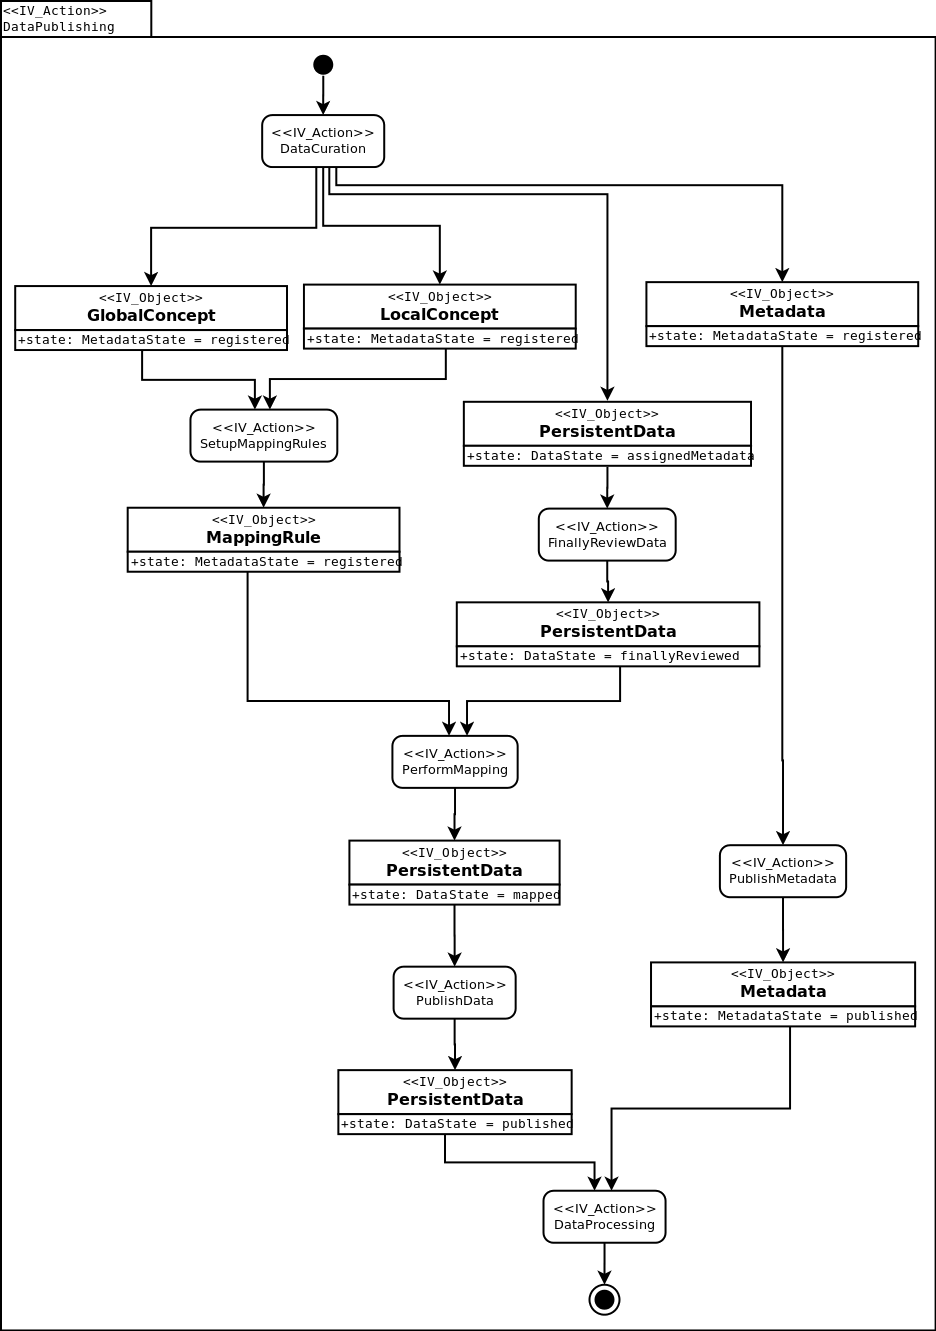 <<IV_Action>>
DataPublishing
<<IV_Action>>
DataCuration
<<IV_Object>>
GlobalConcept
+state: MetadataState = registered
<<IV_Object>>
LocalConcept
+state: MetadataState = registered
<<IV_Object>>
Metadata
+state: MetadataState = registered
<<IV_Action>>
SetupMappingRules
<<IV_Object>>
PersistentData
+state: DataState = assignedMetadata
<<IV_Object>>
MappingRule
+state: MetadataState = registered
<<IV_Action>>
FinallyReviewData
<<IV_Object>>
PersistentData
+state: DataState = finallyReviewed
<<IV_Action>>
PerformMapping
<<IV_Object>>
PersistentData
+state: DataState = mapped
<<IV_Action>>
PublishMetadata
<<IV_Action>>
PublishData
<<IV_Object>>
Metadata
+state: MetadataState = published
<<IV_Object>>
PersistentData
+state: DataState = published
<<IV_Action>>
DataProcessing